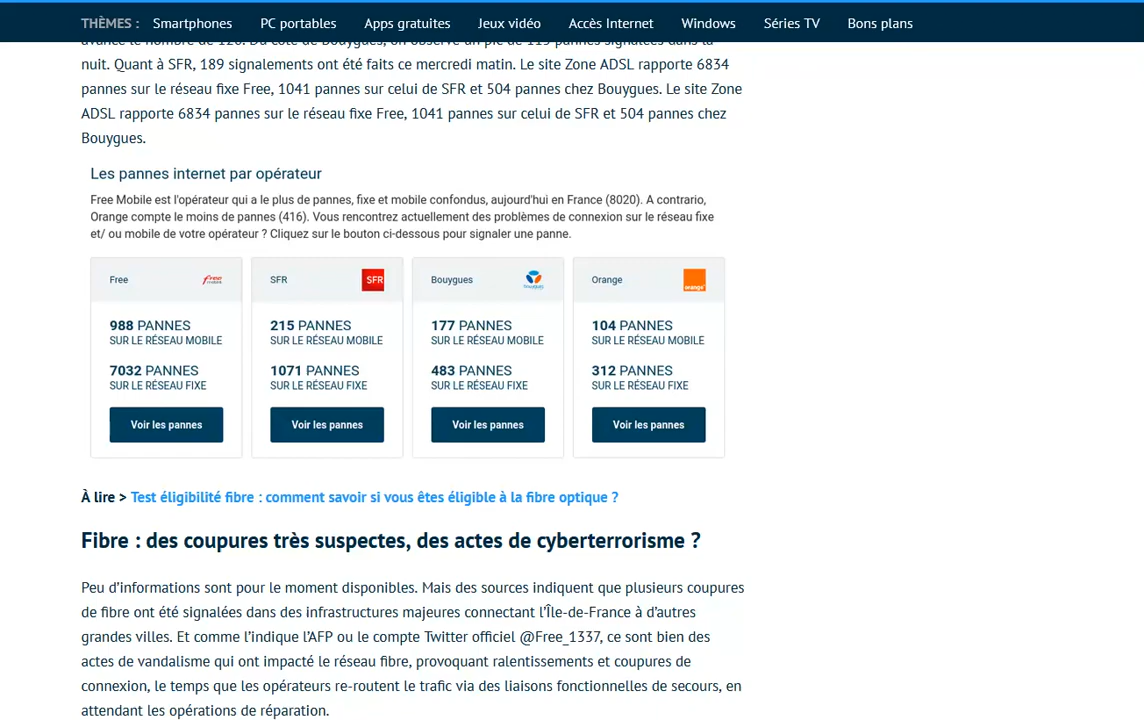 THÈMES : Smartphones PC portables Apps gratuites Jeux vidéo Accès Internet Windows Séries TV Bons plans
avance le nombre de 120. Du côté de Bouygues, on observe un pic de 115 pannes signalées dans la
nuit. Quant à SFR, 189 signalements ont été faits ce mercredi matin. Le site Zone ADSL rapporte 6834
pannes sur le réseau fixe Free, 1041 pannes sur celui de SFR et 504 pannes chez Bouygues. Le site Zone
ADSL rapporte 6834 pannes sur le réseau fixe Free, 1041 pannes sur celui de SFR et 504 pannes chez
Bouygues.
Les pannes internet par opérateur
Free Mobile est l'opérateur qui a le plus de pannes, fixe et mobile confondus, aujourd'hui en France (8020). A contrario,
Orange compte le moins de pannes (416). Vous rencontrez actuellement des problèmes de connexion sur le réseau fixe
et/ ou mobile de votre opérateur ? Cliquez sur le bouton ci-dessous pour signaler une panne.
Free free mobile
988 PANNES
SUR LE RÉSEAU MOBILE
7032 PANNES
SUR LE RÉSEAU FIXE
Voir les pannes
SFR SFR
215 PANNES
SUR LE RÉSEAU MOBILE
1071 PANNES
SUR LE RÉSEAU FIXE
Voir les pannes
Bouygues bouygues
177 PANNES
SUR LE RÉSEAU MOBILE
483 PANNES
SUR LE RÉSEAU FIXE
Voir les pannes
Orange orange
104 PANNES
SUR LE RÉSEAU MOBILE
312 PANNES
SUR LE RÉSEAU FIXE
Voir les pannes
À lire > Test éligibilité fibre : comment savoir si vous êtes éligible à la fibre optique ?
Fibre : des coupures très suspectes, des actes de cyberterrorisme ?
Peu d’informations sont pour le moment disponibles. Mais des sources indiquent que plusieurs coupures
de fibre ont été signalées dans des infrastructures majeures connectant l’Île-de-France à d’autres
grandes villes. Et comme l’indique l’AFP ou le compte Twitter officiel @Free_1337, ce sont bien des
actes de vandalisme qui ont impacté le réseau fibre, provoquant ralentissements et coupures de
connexion, le temps que les opérateurs re-routent le trafic via des liaisons fonctionnelles de secours, en
attendant les opérations de réparation.